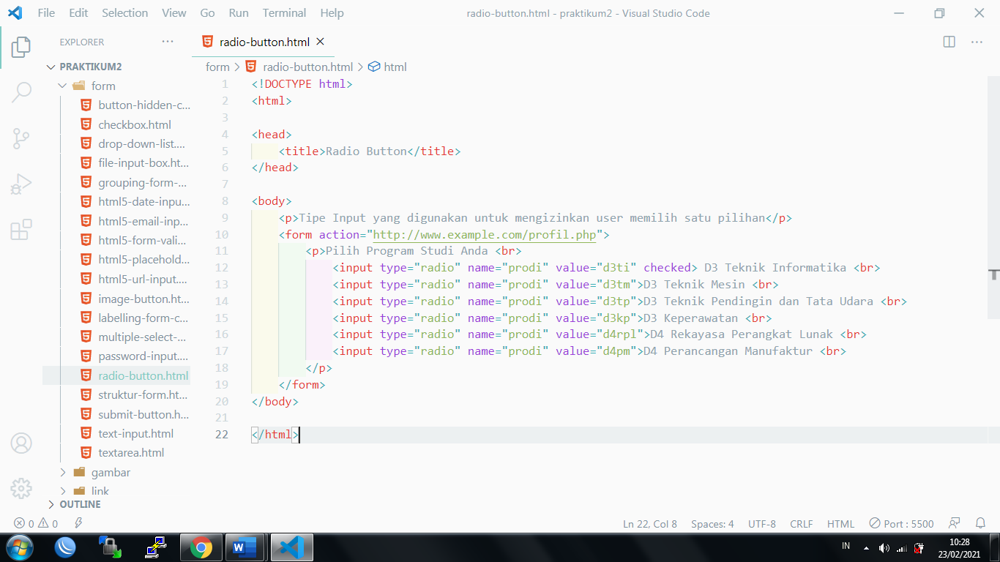 File Edit Selection View Go Run Terminal Help
radio-button.html - praktikum2 - Visual Studio Code
EXPLORER
radio-button.html
PRAKTIKUM2
form
button-hidden-c...
checkbox.html
drop-down-list....
file-input-box.ht...
grouping-form-...
html5-date-inpu...
html5-email-inp...
html5-form-vali...
html5-placehold...
html5-url-input....
image-button.ht...
labelling-form-c...
multiple-select-...
password-input....
radio-button.html
struktur-form.ht...
submit-button.h...
text-input.html
textarea.html
gambar
link
OUTLINE
form > radio-button.html > html
1 <!DOCTYPE html>
2 <html>
3
4 <head>
5 <title>Radio Button</title>
6 </head>
7
8 <body>
9 <p>Tipe Input yang digunakan untuk mengizinkan user memilih satu pilihan</p>
10 <form action="http://www.example.com/profil.php">
11 <p>Pilih Program Studi Anda <br>
12 <input type="radio" name="prodi" value="d3ti" checked> D3 Teknik Informatika <br>
13 <input type="radio" name="prodi" value="d3tm">D3 Teknik Mesin <br>
14 <input type="radio" name="prodi" value="d3tp">D3 Teknik Pendingin dan Tata Udara <br>
15 <input type="radio" name="prodi" value="d3kp">D3 Keperawatan <br>
16 <input type="radio" name="prodi" value="d4rpl">D4 Rekayasa Perangkat Lunak <br>
17 <input type="radio" name="prodi" value="d4pm">D4 Perancangan Manufaktur <br>
18 </p>
19 </form>
20 </body>
21
22 </html>
0 0
Ln 22, Col 8 Spaces: 4 UTF-8 CRLF HTML Port : 5500
IN
10:28
23/02/2021